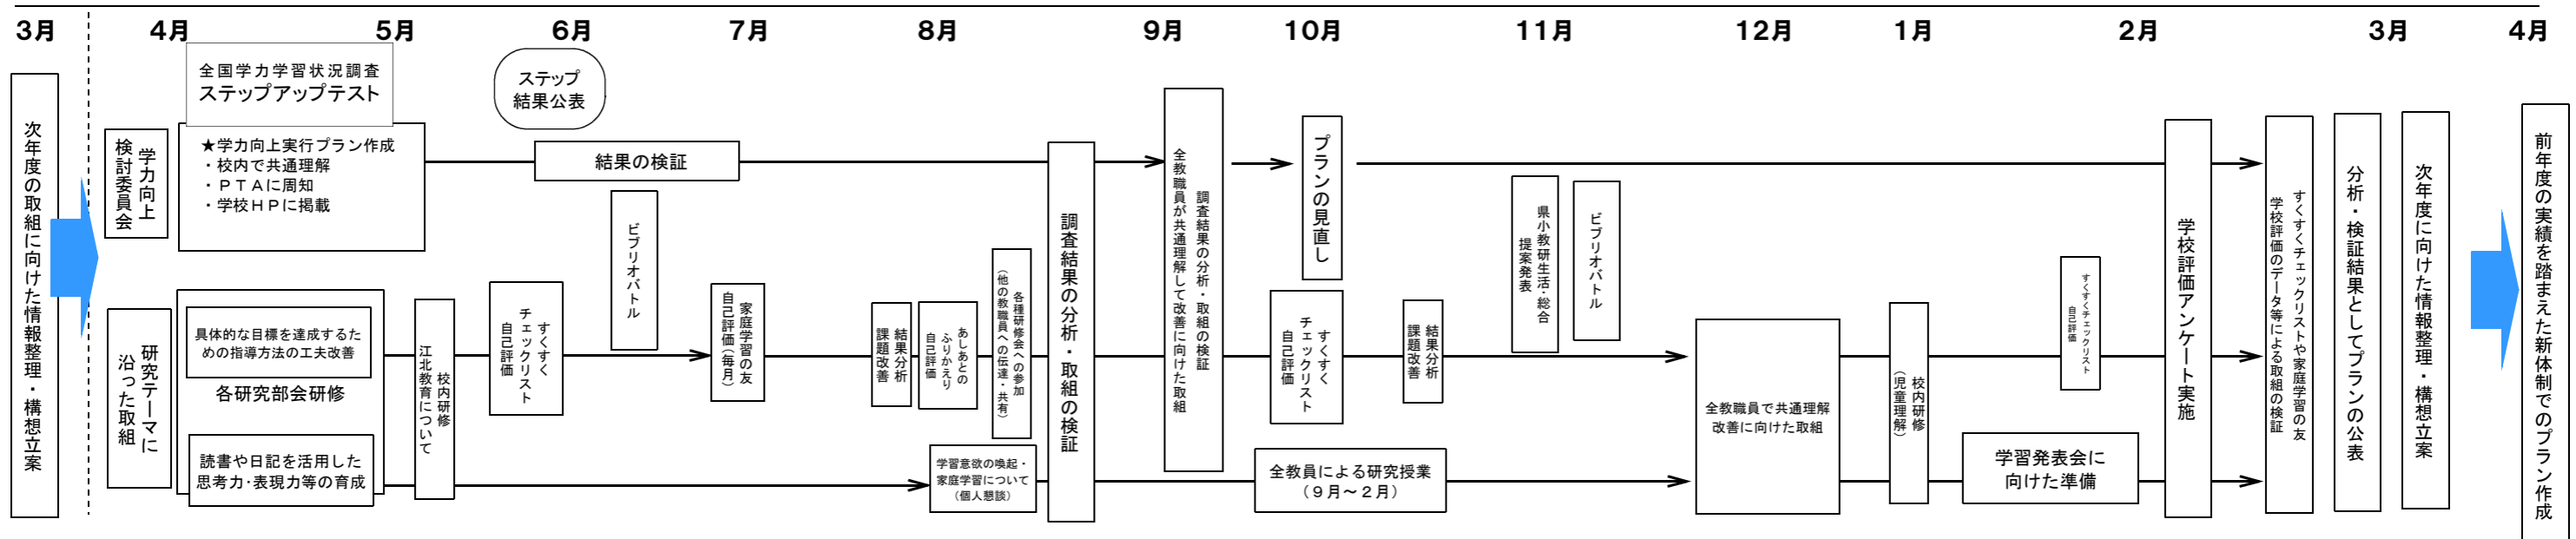 3月
4月
5月
6月
7月
8月
9月
10月
11月
12月
1月
2月
3月
4月
次年度の取組に向けた情報整理・構想立案
全国学力学習状況調査
ステップアップテスト
学力向上
検討委員会
★学力向上実行プラン作成
・校内で共通理解
・ＰＴＡに周知
・学校ＨＰに掲載
研究テーマに
沿った取組
具体的な目標を達成するた
めの指導方法の工夫改善
各研究部会研修
読書や日記を活用した
思考力・表現力等の育成
校内研修
江北教育について
ステップ
結果公表
結果の検証
すくすく
チェックリスト
自己評価
ビブリオバトル
家庭学習の友
自己評価（毎月）
結果分析
課題改善
あしあとの
ふりかえり
自己評価
各種研修会への参加
（他の教職員への伝達・共有）
学習意欲の喚起・
家庭学習について
（個人懇談）
調査結果の分析・取組の検証
調査結果の分析・取組の検証
全教職員が共通理解して改善に向けた取組
プランの見直し
すくすく
チェックリスト
自己評価
結果分析
課題改善
全教員による研究授業
（９月～２月）
県小教研生活・総合
提案発表
ビブリオバトル
全教職員で共通理解
改善に向けた取組
校内研修
（児童理解）
すくすくチェックリスト
自己評価
学習発表会に
向けた準備
学校評価アンケート実施
すくすくチェックリストや家庭学習の友
学校評価のデータ等による取組の検証
分析・検証結果としてプランの公表
次年度に向けた情報整理・構想立案
前年度の実績を踏まえた新体制でのプラン作成